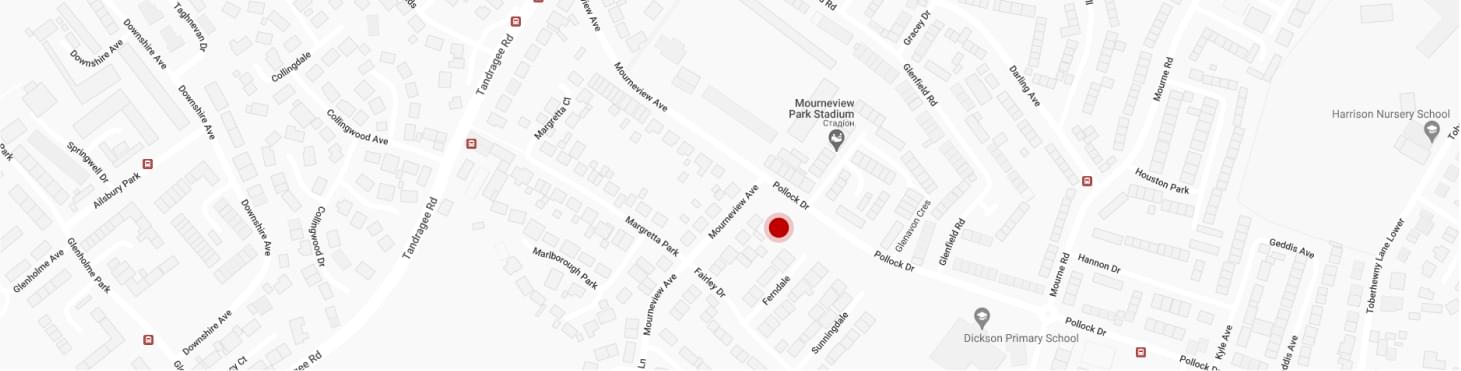 Downshire Ave
Downshire Ave
Taghnevan Dr
Collingdale
Tandragee Rd
Mourneview Ave
Gracey Dr
Glenfield Rd
Darling Ave
Mourne Rd
Mourneview
Park Stadium
Стадіон
Harrison Nursery School
Downshire Ave
Collingwood Ave
Margretta Ct
Park
Springwell Dr
Ailsbury Park
Houston Park
Pollock Dr
Mourneview Ave
Glenavon Cres
Glenfield Rd
Downshire Ave
Collingwood Dr
Tandragee Rd
Margretta Park
Marlborough Park
Glenholme Ave
Glenholme Park
Pollock Dr
Hannon Dr
Mourne Rd
Geddis Ave
Toberhewny Lane Lower
Fairley Dr
Ferndale
Mourneview Ave
Sunningdale
Dickson Primary School
Pollock Dr
Kyle Ave
Downshire Ave
Pollock Dr